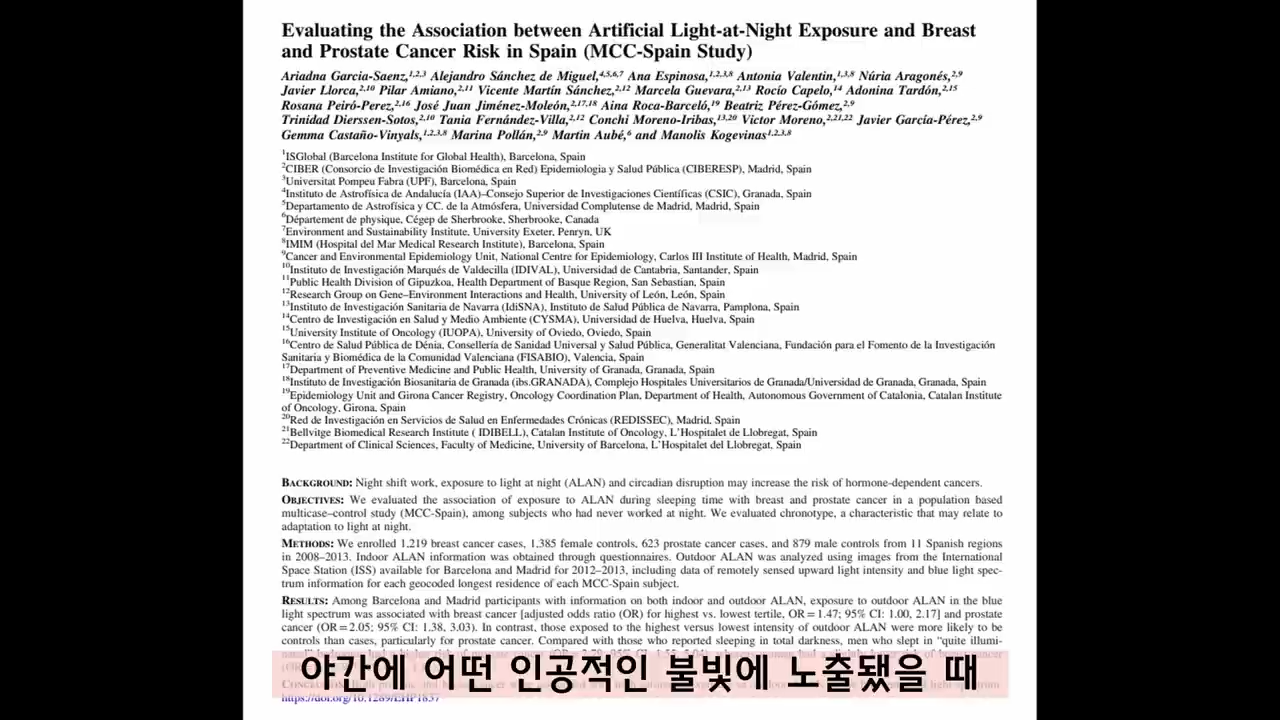 Evaluating the Association between Artificial Light-at-Night Exposure and Breast
and Prostate Cancer Risk in Spain (MCC-Spain Study)
Ariadna Garcia-Saenz,1,2,3 Alejandro Sánchez de Miguel,4,5,6,7 Ana Espinosa,1,2,3,8 Antonia Valentin,1,3,8 Núria Aragonés,2,9
Javier Llorca,2,10 Pilar Amiano,2,11 Vicente Martín Sánchez,2,12 Marcela Guevara,2,13 Rocío Capelo,14 Adonina Tardón,2,15
Rosana Peiró-Perez,2,16 José Juan Jiménez-Moleón,2,17,18 Aina Roca-Barceló,19 Beatriz Pérez-Gómez,2,9
Trinidad Dierssen-Sotos,2,10 Tania Fernández-Villa,2,12 Conchi Moreno-Iribas,13,20 Victor Moreno,2,21,22 Javier García-Pérez,2,9
Gemma Castaño-Vinyals,1,2,3,8 Marina Pollán,2,9 Martin Aubé,6 and Manolis Kogevinas1,2,3,8
1ISGlobal (Barcelona Institute for Global Health), Barcelona, Spain
2CIBER (Consorcio de Investigación Biomédica en Red) Epidemiologia y Salud Pública (CIBERESP), Madrid, Spain
3Universitat Pompeu Fabra (UPF), Barcelona, Spain
4Instituto de Astrofísica de Andalucía (IAA)–Consejo Superior de Investigaciones Científicas (CSIC), Granada, Spain
5Departamento de Astrofísica y CC. de la Atmósfera, Universidad Complutense de Madrid, Madrid, Spain
6Département de physique, Cégep de Sherbrooke, Sherbrooke, Canada
7Environment and Sustainability Institute, University Exeter, Penryn, UK
8IMIM (Hospital del Mar Medical Research Institute), Barcelona, Spain
9Cancer and Environmental Epidemiology Unit, National Centre for Epidemiology, Carlos III Institute of Health, Madrid, Spain
10Instituto de Investigación Marqués de Valdecilla (IDIVAL), Universidad de Cantabria, Santander, Spain
11Public Health Division of Gipuzkoa, Health Department of Basque Region, San Sebastian, Spain
12Research Group on Gene–Environment Interactions and Health, University of León, León, Spain
13Instituto de Investigación Sanitaria de Navarra (IdiSNA), Instituto de Salud Pública de Navarra, Pamplona, Spain
14Centro de Investigación en Salud y Medio Ambiente (CYSMA), Universidad de Huelva, Huelva, Spain
15University Institute of Oncology (IUOPA), University of Oviedo, Oviedo, Spain
16Centro de Salud Pública de Dénia, Consellería de Sanidad Universal y Salud Pública, Generalitat Valenciana, Fundación para el Fomento de la Investigación
Sanitaria y Biomédica de la Comunidad Valenciana (FISABIO), Valencia, Spain
17Department of Preventive Medicine and Public Health, University of Granada, Granada, Spain
18Instituto de Investigación Biosanitaria de Granada (ibs.GRANADA), Complejo Hospitales Universitarios de Granada/Universidad de Granada, Granada, Spain
19Epidemiology Unit and Girona Cancer Registry, Oncology Coordination Plan, Department of Health, Autonomous Government of Catalonia, Catalan Institute
of Oncology, Girona, Spain
20Red de Investigación en Servicios de Salud en Enfermedades Crónicas (REDISSEC), Madrid, Spain
21Bellvitge Biomedical Research Institute ( IDIBELL), Catalan Institute of Oncology, L'Hospitalet de Llobregat, Spain
22Department of Clinical Sciences, Faculty of Medicine, University of Barcelona, L'Hospitalet del Llobregat, Spain
BACKGROUND: Night shift work, exposure to light at night (ALAN) and circadian disruption may increase the risk of hormone-dependent cancers.
OBJECTIVES: We evaluated the association of exposure to ALAN during sleeping time with breast and prostate cancer in a population based
multicase–control study (MCC-Spain), among subjects who had never worked at night. We evaluated chronotype, a characteristic that may relate to
adaptation to light at night.
METHODS: We enrolled 1,219 breast cancer cases, 1,385 female controls, 623 prostate cancer cases, and 879 male controls from 11 Spanish regions
in 2008–2013. Indoor ALAN information was obtained through questionnaires. Outdoor ALAN was analyzed using images from the International
Space Station (ISS) available for Barcelona and Madrid for 2012–2013, including data of remotely sensed upward light intensity and blue light spec-
trum information for each geocoded longest residence of each MCC-Spain subject.
RESULTS: Among Barcelona and Madrid participants with information on both indoor and outdoor ALAN, exposure to outdoor ALAN in the blue
light spectrum was associated with breast cancer [adjusted odds ratio (OR) for highest vs. lowest tertile, OR=1.47; 95% CI: 1.00, 2.17] and prostate
cancer (OR=2.05; 95% CI: 1.38, 3.03). In contrast, those exposed to the highest versus lowest intensity of outdoor ALAN were more likely to be
controls than cases, particularly for prostate cancer. Compared with those who reported sleeping in total darkness, men who slept in "quite illumi-
야간에 어떤 인공적인 불빛에 노출됐을 때
https://doi.org/10.1289/EHP1837